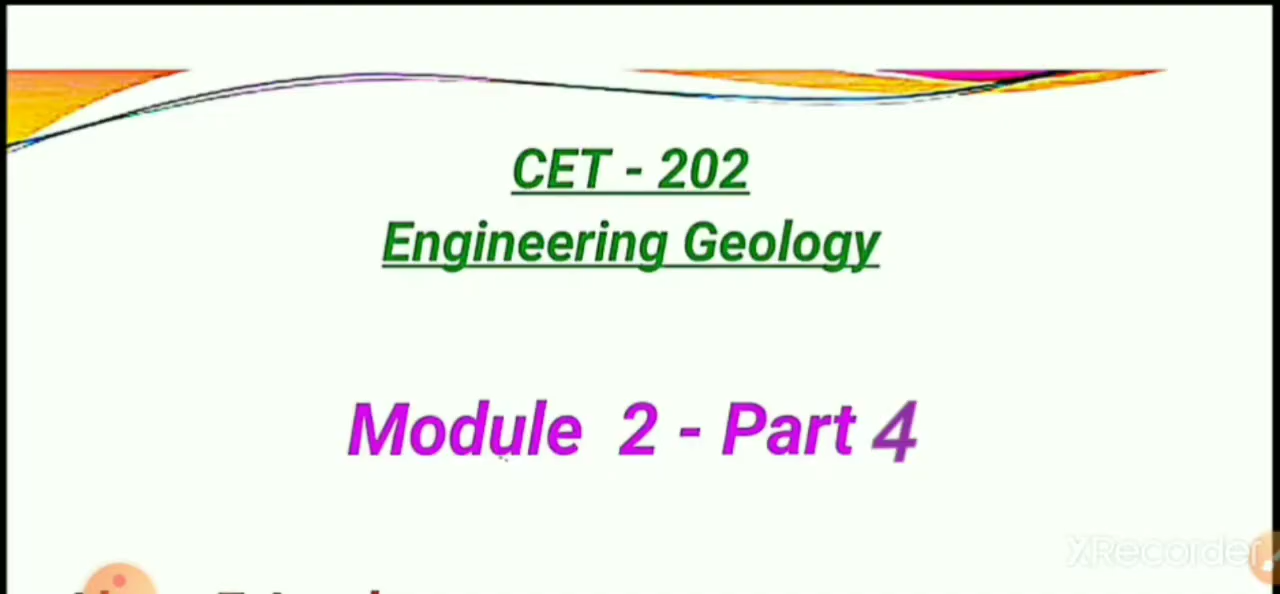 CET - 202
Engineering Geology
Module 2 - Part 4
XRecorder